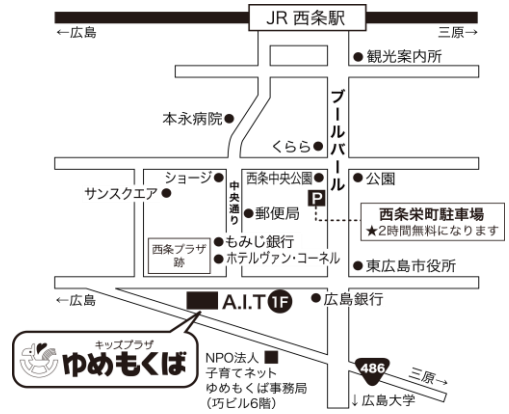 JR 西条駅
←広島
三原→
観光案内所
ブールバール
本永病院
くらら
ショージ
西条中央公園
公園
サンスクエア
中央通り
P
郵便局
西条栄町駐車場
★2時間無料になります
もみじ銀行
西条プラザ
跡
ホテルヴァン・コーネル
東広島市役所
←広島
A.I.T 1F
広島銀行
キッズプラザ
ゆめもくば
NPO法人
子育てネット
ゆめもくば事務局
(巧ビル6階)
486
三原→
↓広島大学